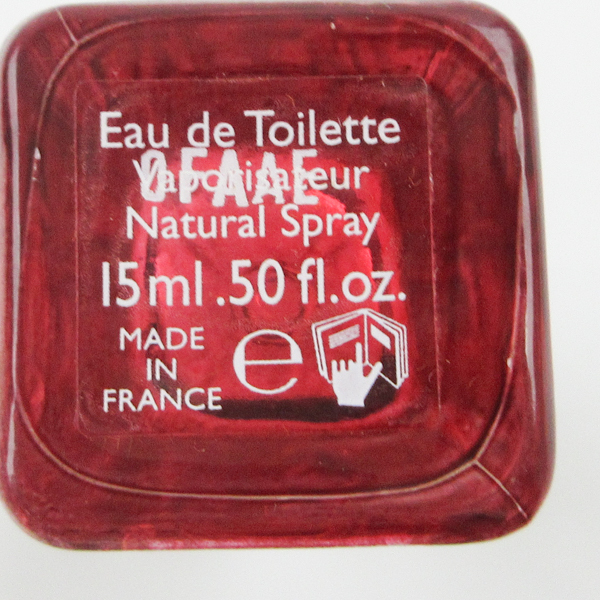 Eau de Toilette
0FAAE
Vaporisateur
Natural Spray
15ml .50 fl.oz.
MADE
IN
FRANCE
e